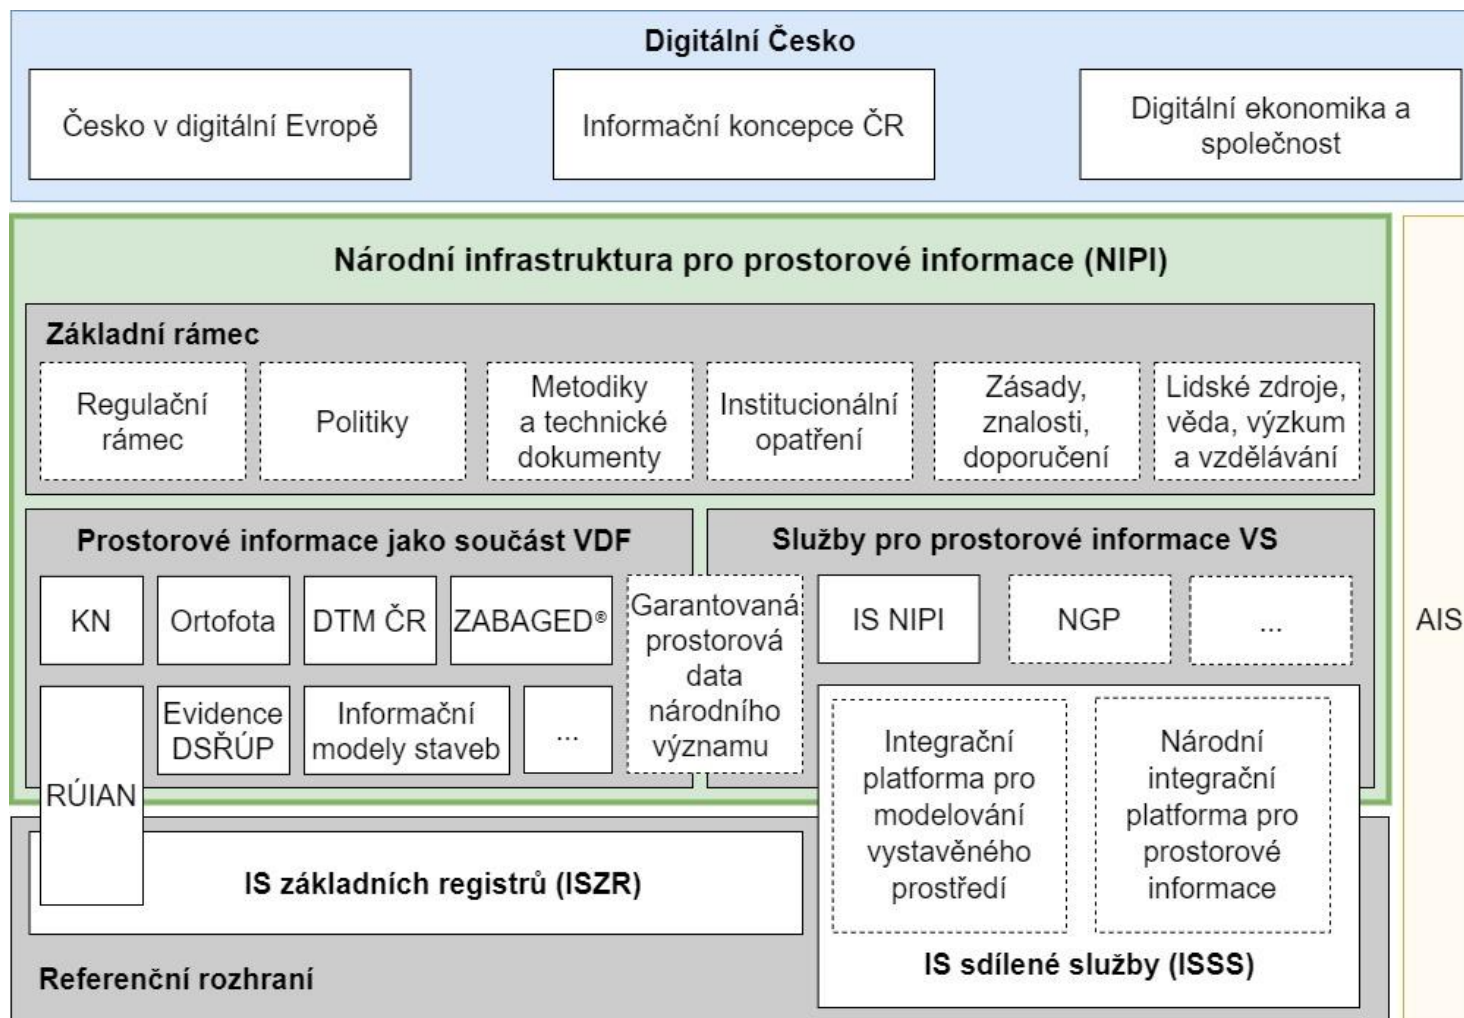 Digitální Česko
Česko v digitální Evropě
Informační koncepce ČR
Digitální ekonomika a
společnost
Národní infrastruktura pro prostorové informace (NIPI)
Základní rámec
Regulační
rámec
Politiky
Metodiky
a technické
dokumenty
Institucionální
opatření
Zásady,
znalosti,
doporučení
Lidské zdroje,
věda, výzkum
a vzdělávání
Prostorové informace jako součást VDF
KN
Ortofota
DTM ČR
ZABAGED®
RÚIAN
Evidence
DSŘÚP
Informační
modely staveb
...
Garantovaná
prostorová
data
národního
významu
Služby pro prostorové informace VS
IS NIPI
NGP
...
Integrační
platforma pro
modelování
vystavěného
prostředí
Národní
integrační
platforma pro
prostorové
informace
IS sdílené služby (ISSS)
IS základních registrů (ISZR)
Referenční rozhraní
AIS